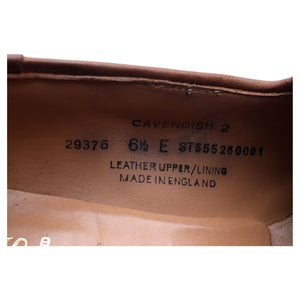 CAVENDISH 2
29376 6½ E ST555260001
LEATHER UPPER/LINING
MADE IN ENGLAND